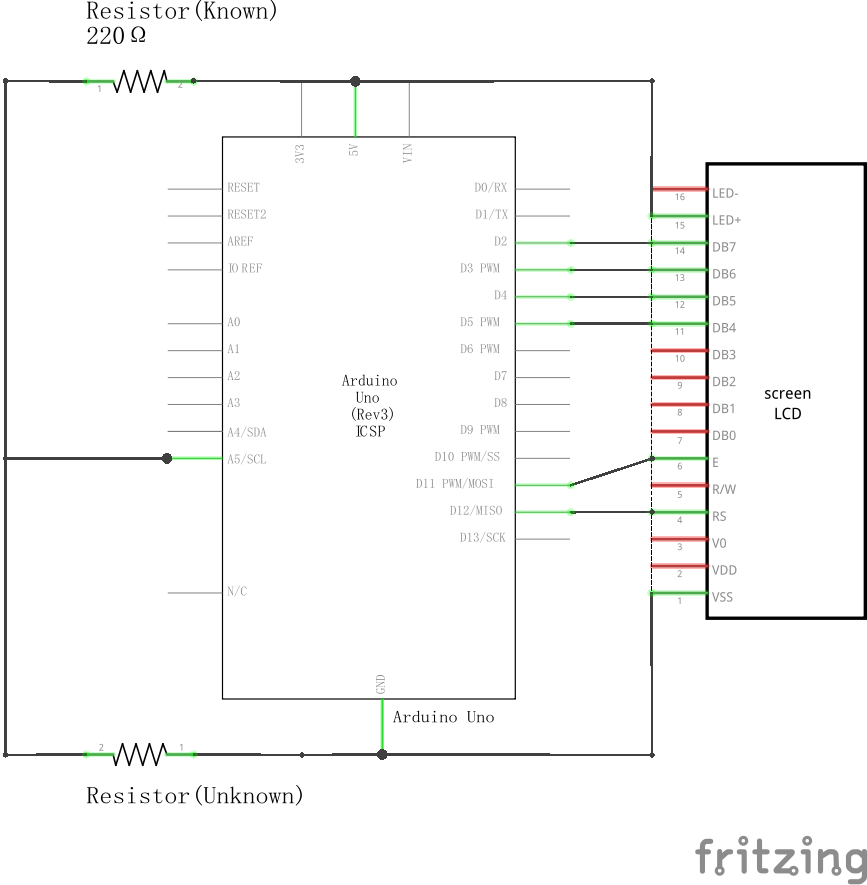 Resistor(Known)
220Ω
1
2
3V3
5V
VIN
RESET
RESET2
AREF
IO REF
A0
A1
A2
A3
A4/SDA
A5/SCL
N/C
D0/RX
D1/TX
D2
D3 PWM
D4
D5 PWM
D6 PWM
D7
D8
D9 PWM
D10 PWM/SS
D11 PWM/MOSI
D12/MISO
D13/SCK
Arduino
Uno
(Rev3)
ICSP
GND
Arduino Uno
16 LED-
15 LED+
14 DB7
13 DB6
12 DB5
11 DB4
10 DB3
9 DB2
8 DB1
7 DB0
6 E
5 R/W
4 RS
3 V0
2 VDD
1 VSS
screen
LCD
2
1
Resistor(Unknown)
fritzing